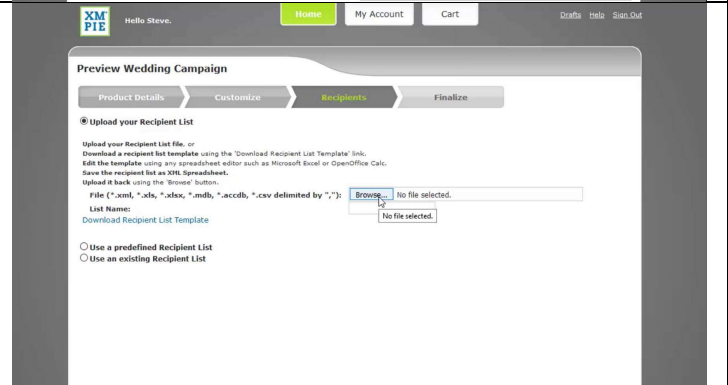 XM
PIE
Hello Steve.
Home
My Account
Cart
Drafts Help Sign Out
Preview Wedding Campaign
Product Details
Customize
Recipients
Finalize
Upload your Recipient List
Upload your Recipient List file, or
Download a recipient list template using the 'Download Recipient List Template' link.
Edit the template using any spreadsheet editor such as Microsoft Excel or OpenOffice Calc.
Save the recipient list as XML Spreadsheet.
Upload it back using the 'Browse' button.
File (*.xml, *.xls, *.xlsx, *.mdb, *.accdb, *.csv delimited by ","): Browse... No file selected.
List Name:
No file selected.
Download Recipient List Template
Use a predefined Recipient List
Use an existing Recipient List